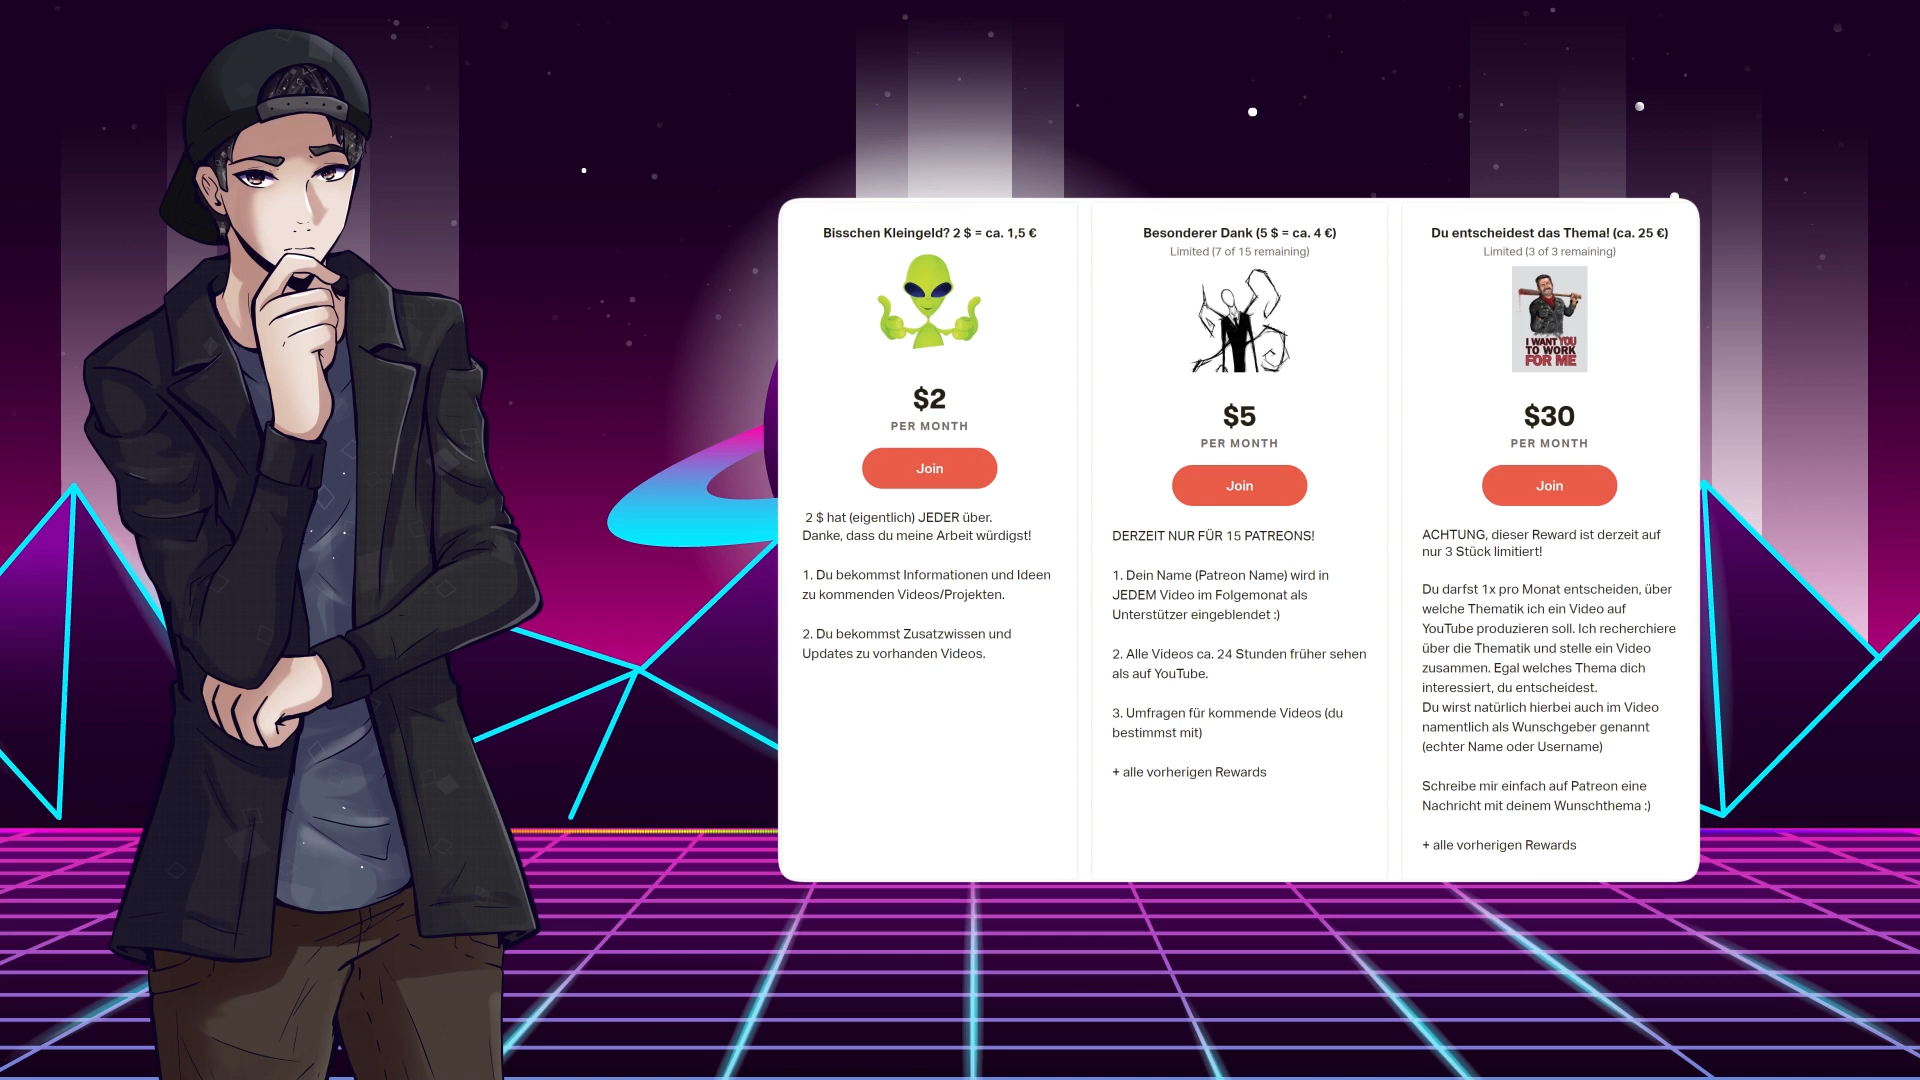 Bisschen Kleingeld? 2 $ = ca. 1,5 €
$2
PER MONTH
Join
2 $ hat (eigentlich) JEDER über.
Danke, dass du meine Arbeit würdigst!
1. Du bekommst Informationen und Ideen
zu kommenden Videos/Projekten.
2. Du bekommst Zusatzwissen und
Updates zu vorhanden Videos.
Besonderer Dank (5 $ = ca. 4 €)
Limited (7 of 15 remaining)
$5
PER MONTH
Join
DERZEIT NUR FÜR 15 PATREONS!
1. Dein Name (Patreon Name) wird in
JEDEM Video im Folgemonat als
Unterstützer eingeblendet :)
2. Alle Videos ca. 24 Stunden früher sehen
als auf YouTube.
3. Umfragen für kommende Videos (du
bestimmst mit)
+ alle vorherigen Rewards
Du entscheidest das Thema! (ca. 25 €)
Limited (3 of 3 remaining)
I WANT YOU
TO WORK
FOR ME
$30
PER MONTH
Join
ACHTUNG, dieser Reward ist derzeit auf
nur 3 Stück limitiert!
Du darfst 1x pro Monat entscheiden, über
welche Thematik ich ein Video auf
YouTube produzieren soll. Ich recherchiere
über die Thematik und stelle ein Video
zusammen. Egal welches Thema dich
interessiert, du entscheidest.
Du wirst natürlich hierbei auch im Video
namentlich als Wunschgeber genannt
(echter Name oder Username)
Schreibe mir einfach auf Patreon eine
Nachricht mit deinem Wunschthema :)
+ alle vorherigen Rewards